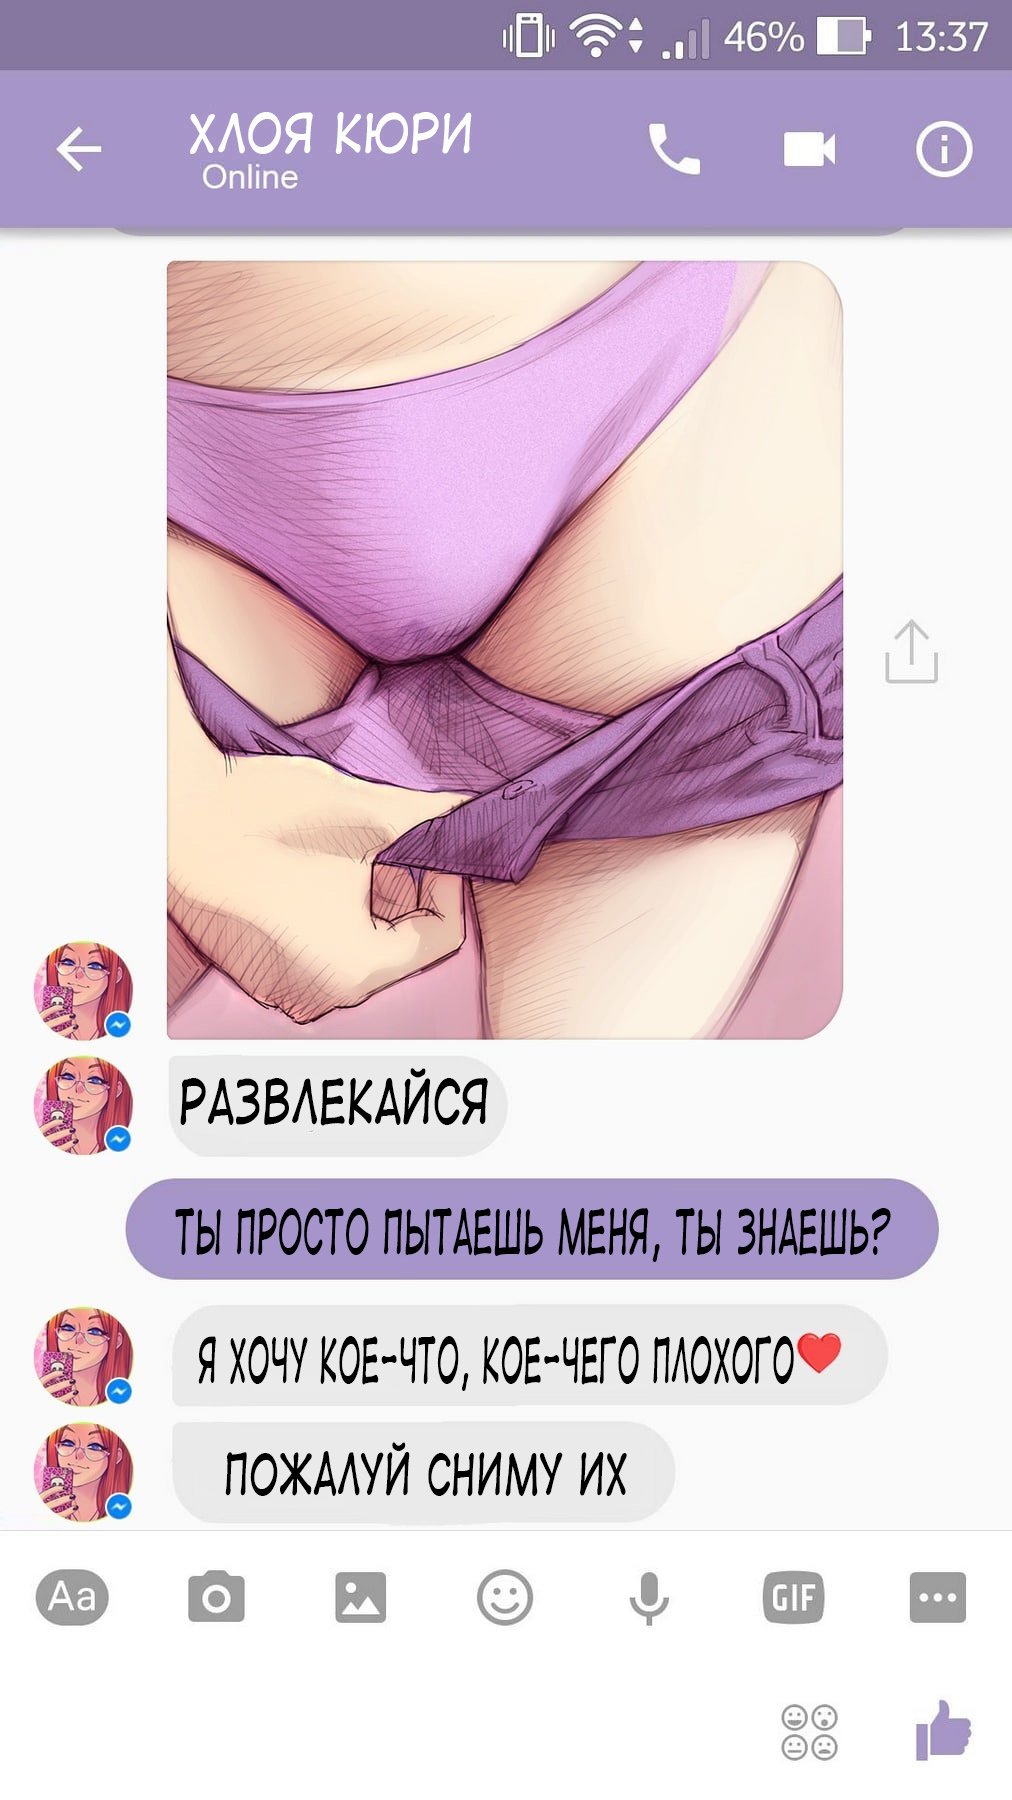 46% 13:37
ХЛОЯ КЮРИ
Online
РАЗВЛЕКАЙСЯ
ТЫ ПРОСТО ПЫТАЕШЬ МЕНЯ, ТЫ ЗНАЕШЬ?
Я ХОЧУ КОЕ-ЧТО, КОЕ-ЧЕГО ПЛОХОГО❤
ПОЖАЛУЙ СНИМУ ИХ
Aa GIF